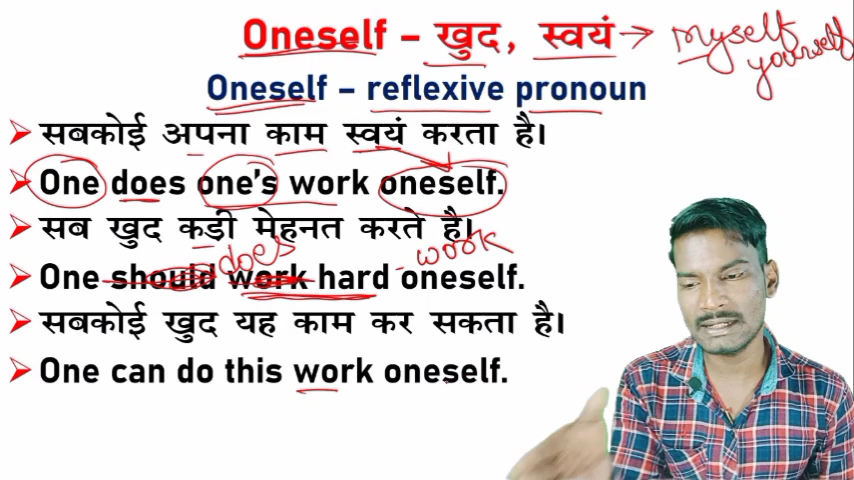 Oneself – खुद, स्वयं → myself yourself
Oneself – reflexive pronoun
सबकोई अपना काम स्वयं करता है।
One does one's work oneself.
सब खुद कड़ी मेहनत करते है।
does work
One should work hard oneself.
सबकोई खुद यह काम कर सकता है।
One can do this work oneself.